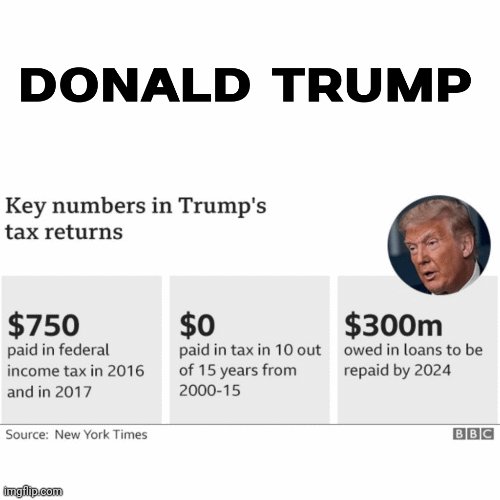 DONALD TRUMP
Key numbers in Trump's
tax returns
$750
paid in federal
income tax in 2016
and in 2017
$0
paid in tax in 10 out
of 15 years from
2000-15
$300m
owed in loans to be
repaid by 2024
Source: New York Times
BBC
imgflip.com